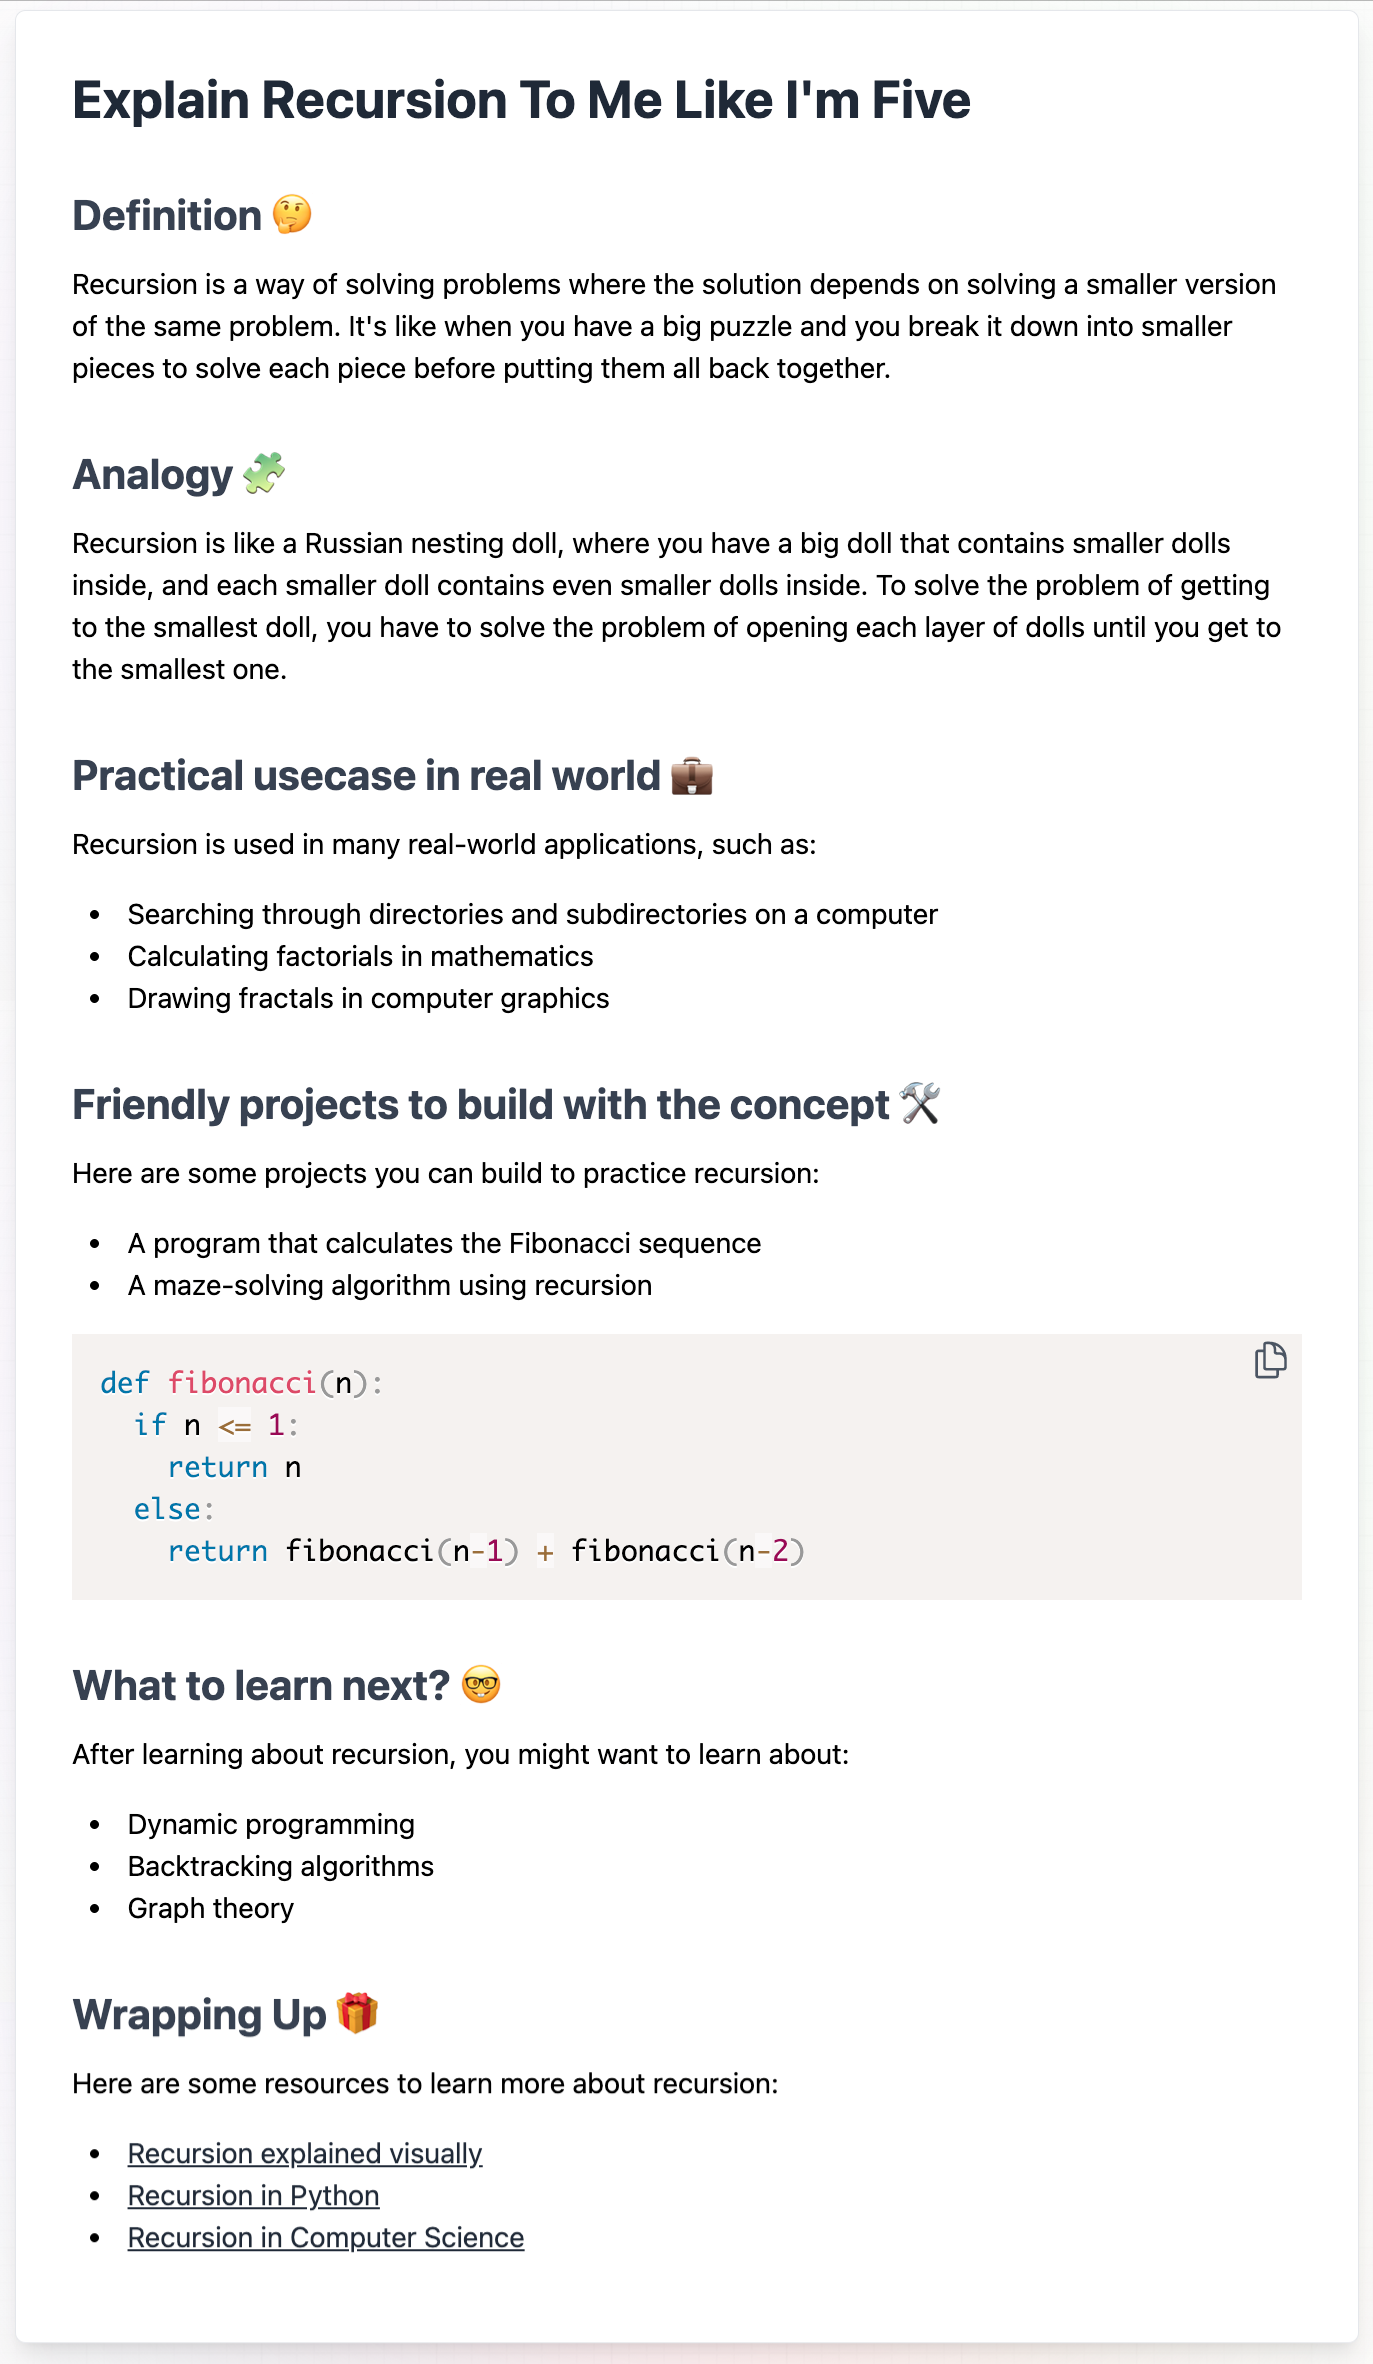 Explain Recursion To Me Like I'm Five
Definition 🤔
Recursion is a way of solving problems where the solution depends on solving a smaller version
of the same problem. It's like when you have a big puzzle and you break it down into smaller
pieces to solve each piece before putting them all back together.
Analogy 🧩
Recursion is like a Russian nesting doll, where you have a big doll that contains smaller dolls
inside, and each smaller doll contains even smaller dolls inside. To solve the problem of getting
to the smallest doll, you have to solve the problem of opening each layer of dolls until you get to
the smallest one.
Practical usecase in real world 💼
Recursion is used in many real-world applications, such as:
• Searching through directories and subdirectories on a computer
• Calculating factorials in mathematics
• Drawing fractals in computer graphics
Friendly projects to build with the concept 🛠️
Here are some projects you can build to practice recursion:
• A program that calculates the Fibonacci sequence
• A maze-solving algorithm using recursion
def fibonacci(n):
  if n <= 1:
    return n
  else:
    return fibonacci(n-1) + fibonacci(n-2)
What to learn next? 🤓
After learning about recursion, you might want to learn about:
• Dynamic programming
• Backtracking algorithms
• Graph theory
Wrapping Up 🎁
Here are some resources to learn more about recursion:
• Recursion explained visually
• Recursion in Python
• Recursion in Computer Science